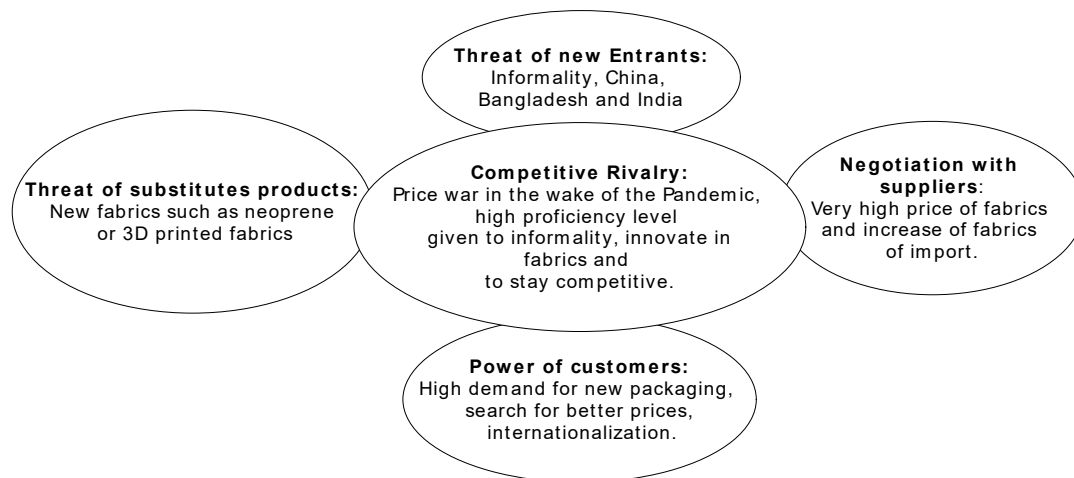 Threat of new Entrants:
Informality, China,
Bangladesh and India
Threat of substitutes products:
New fabrics such as neoprene
or 3D printed fabrics
Competitive Rivalry:
Price war in the wake of the Pandemic,
high proficiency level
given to informality, innovate in
fabrics and
to stay competitive.
Negotiation with
suppliers:
Very high price of fabrics
and increase of fabrics
of import.
Power of customers:
High demand for new packaging,
search for better prices,
internationalization.